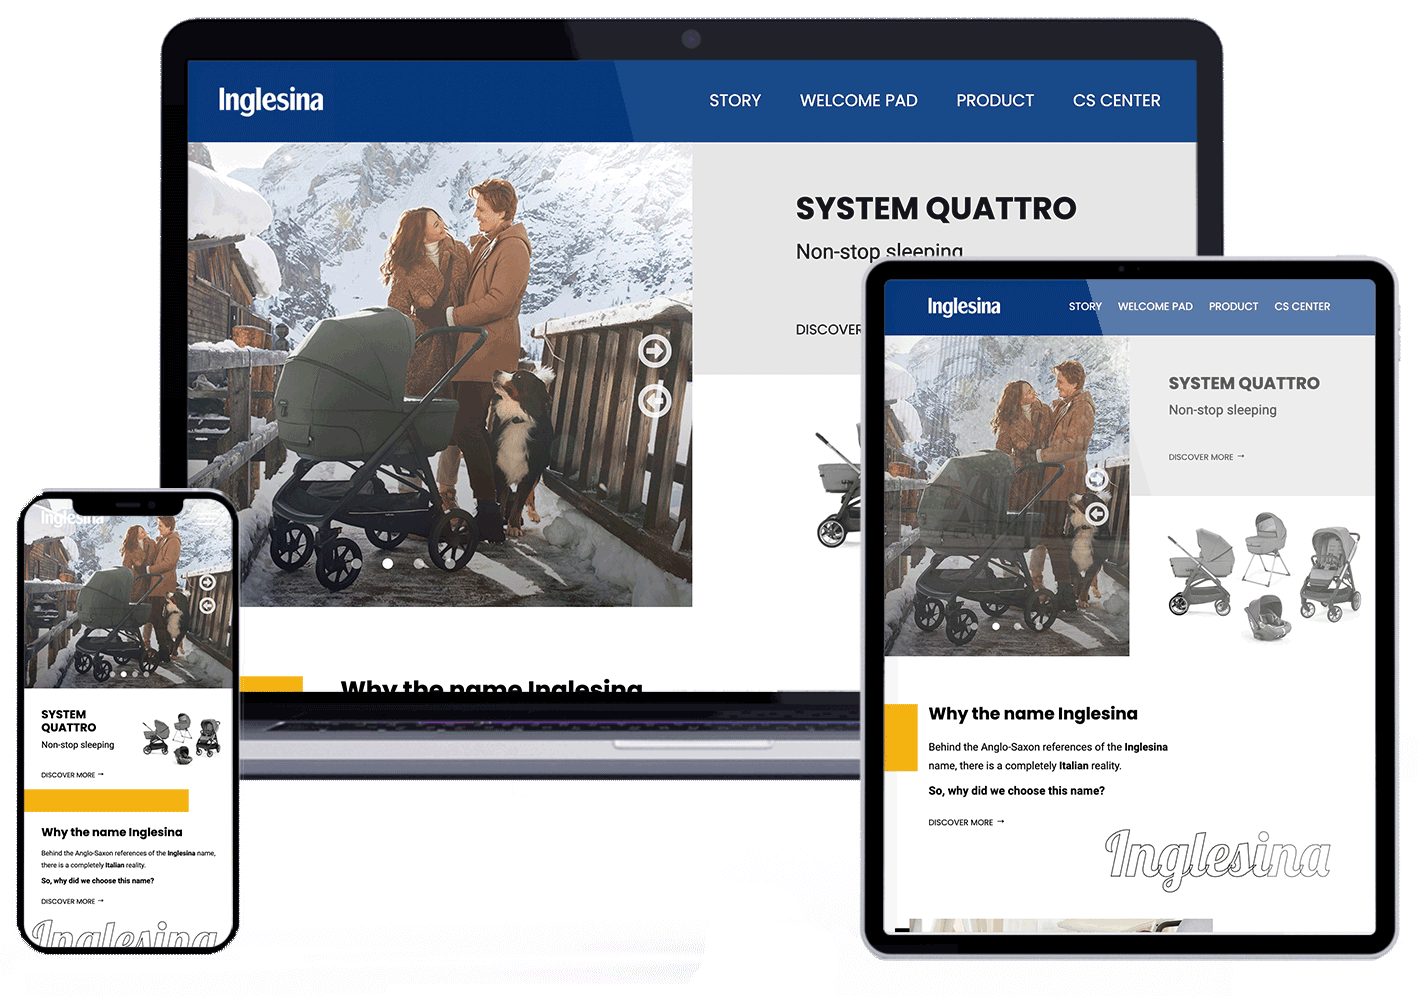 Inglesina
STORY WELCOME PAD PRODUCT CS CENTER
SYSTEM QUATTRO
Non-stop sleeping
DISCOVER
Why the name Inglesina
Inglesina
STORY WELCOME PAD PRODUCT CS CENTER
SYSTEM QUATTRO
Non-stop sleeping
DISCOVER MORE →
Why the name Inglesina
Behind the Anglo-Saxon references of the Inglesina
name, there is a completely Italian reality.
So, why did we choose this name?
DISCOVER MORE →
Inglesina
Inglesina
SYSTEM
QUATTRO
Non-stop sleeping
DISCOVER MORE →
Why the name Inglesina
Behind the Anglo-Saxon references of the Inglesina name,
there is a completely Italian reality.
So, why did we choose this name?
DISCOVER MORE →
Inglesina